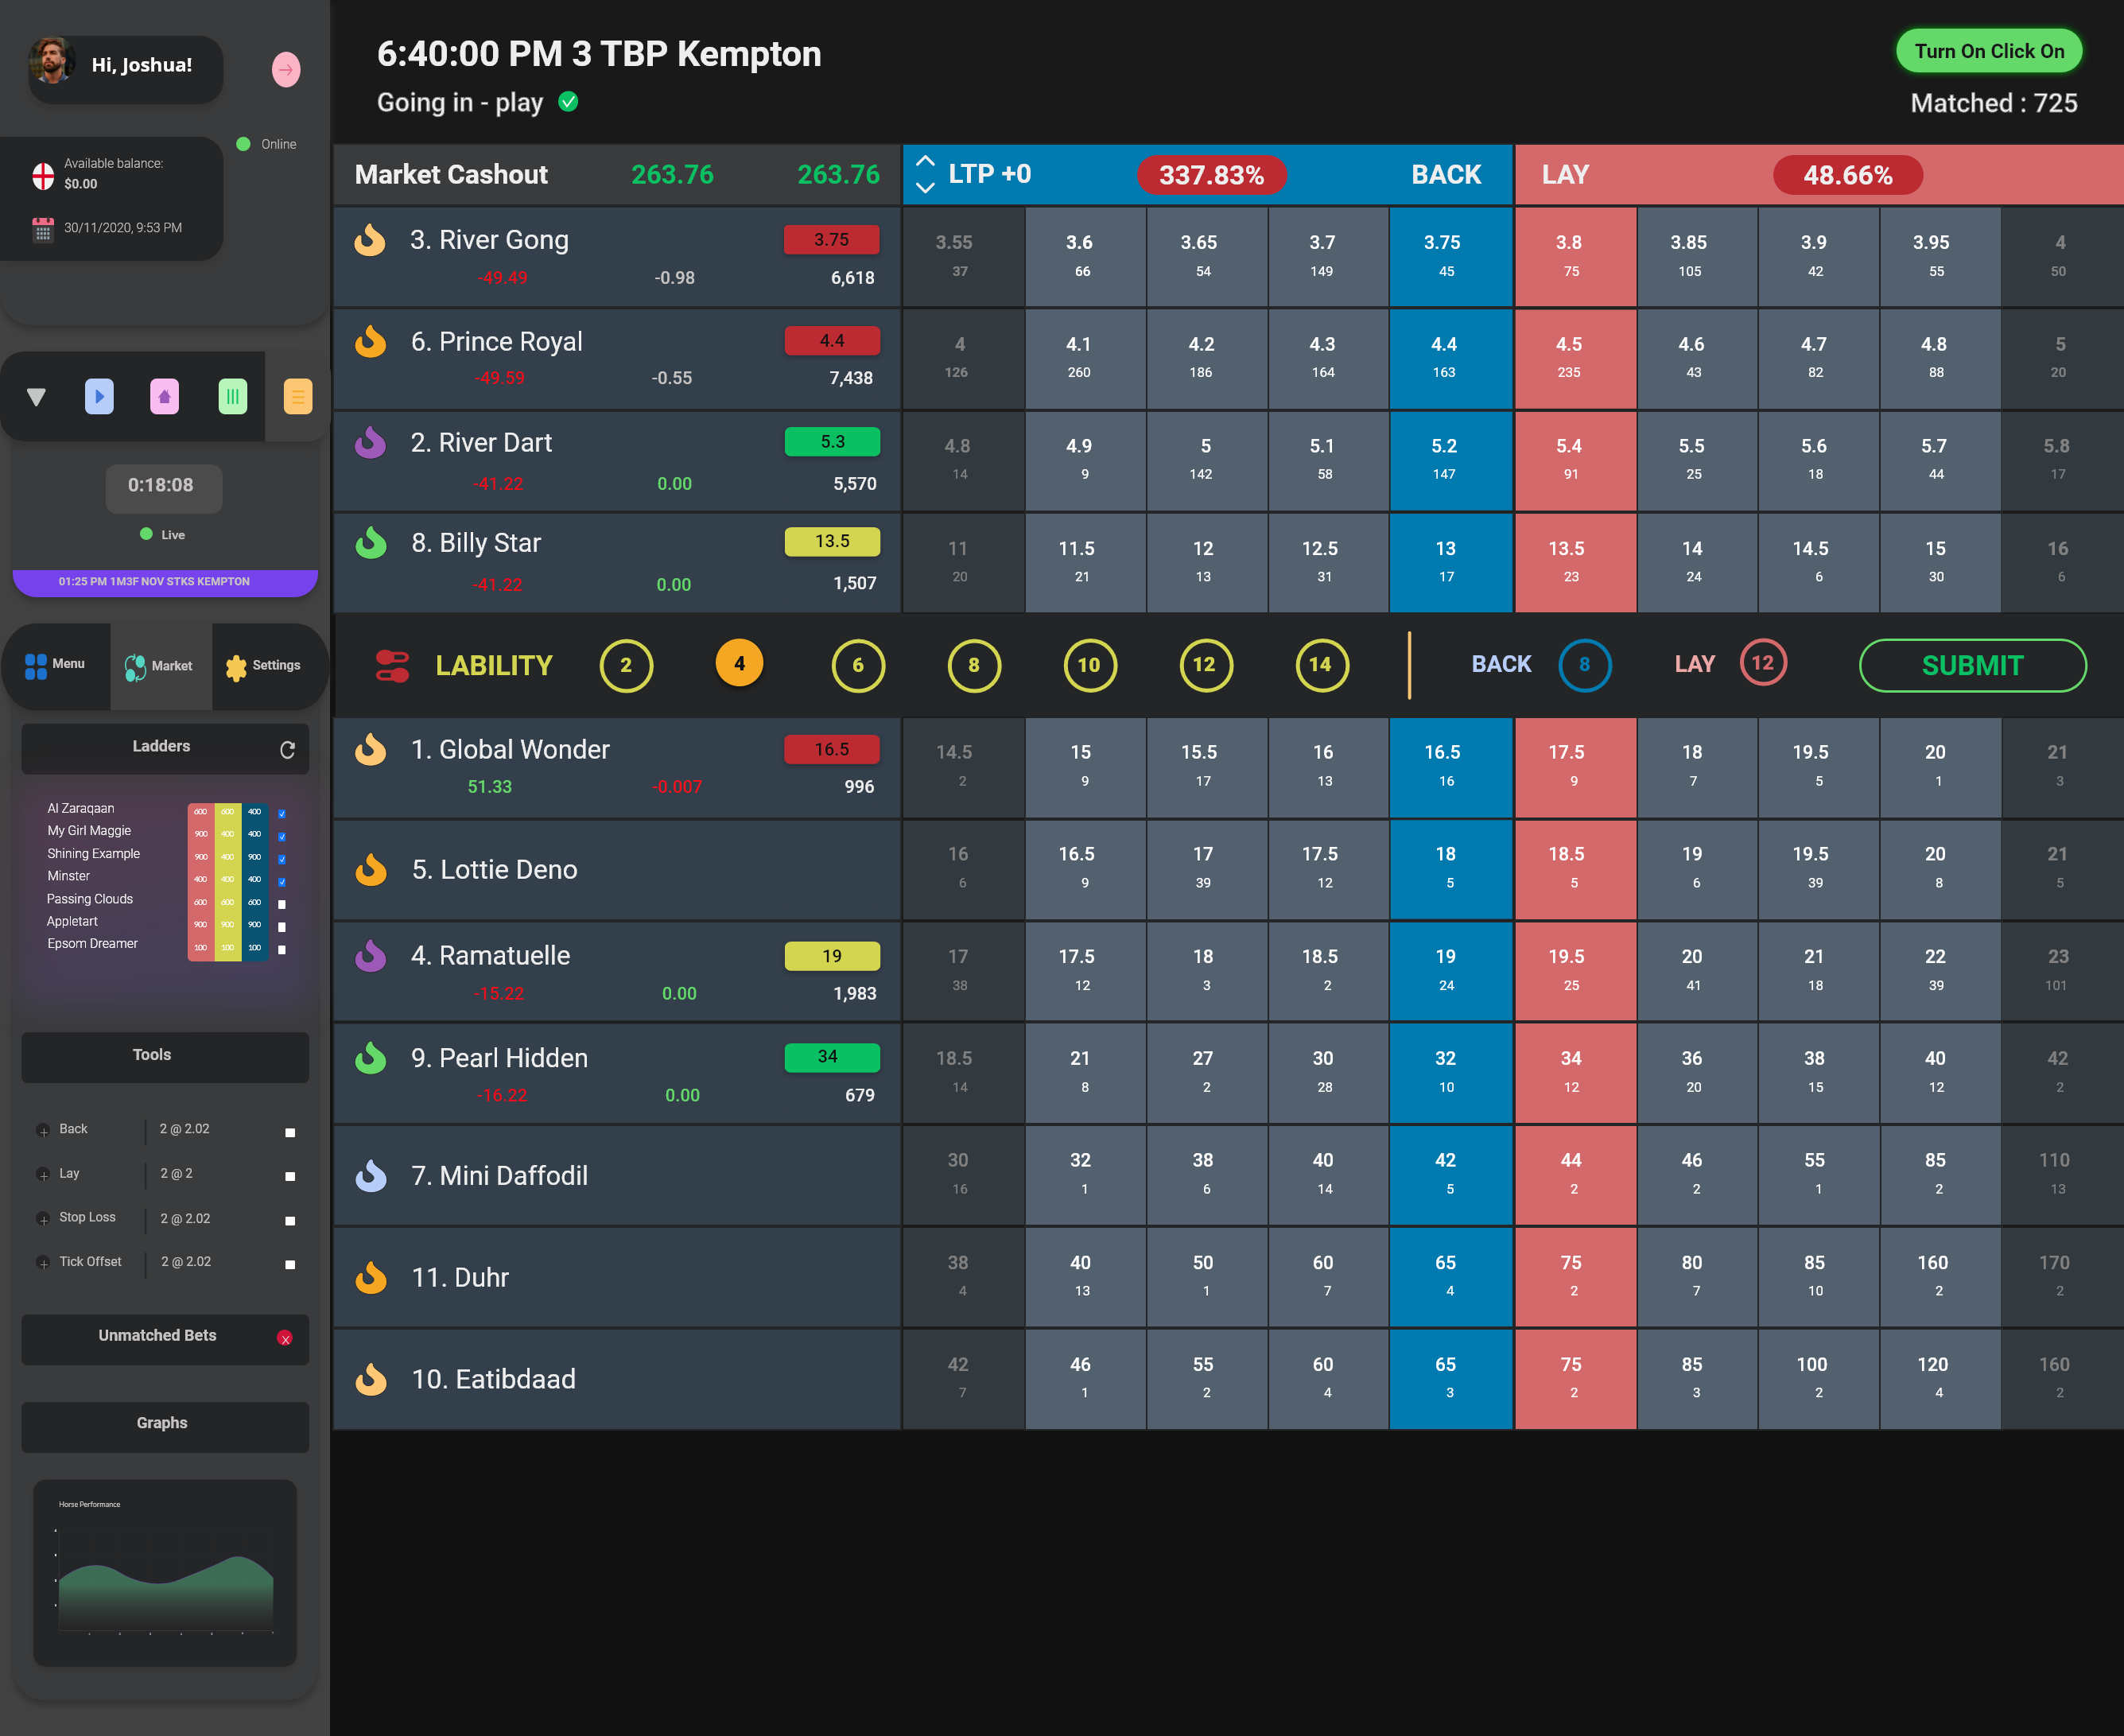 Hi, Joshua!
Online
Available balance:
$0.00
30/11/2020, 9:53 PM
0:18:08
Live
01:25 PM 1M3F NOV STKS KEMPTON
Menu Market Settings
Ladders
Al Zaraqaan 600 600 400
My Girl Maggie 900 400 400
Shining Example 900 400 900
Minster 400 400 400
Passing Clouds 600 600 600
Appletart 900 900 900
Epsom Dreamer 100 100 100
Tools
Back 2 @ 2.02
Lay 2 @ 2
Stop Loss 2 @ 2.02
Tick Offset 2 @ 2.02
Unmatched Bets X
Graphs
Horse Performance
6:40:00 PM 3 TBP Kempton
Going in - play
Turn On Click On
Matched : 725
Market Cashout 263.76 263.76 LTP +0 337.83% BACK LAY 48.66%
3. River Gong 3.75 3.55 3.6 3.65 3.7 3.75 3.8 3.85 3.9 3.95 4
-49.49 -0.98 6,618 37 66 54 149 45 75 105 42 55 50
6. Prince Royal 4.4 4 4.1 4.2 4.3 4.4 4.5 4.6 4.7 4.8 5
-49.59 -0.55 7,438 126 260 186 164 163 235 43 82 88 20
2. River Dart 5.3 4.8 4.9 5 5.1 5.2 5.4 5.5 5.6 5.7 5.8
-41.22 0.00 5,570 14 9 142 58 147 91 25 18 44 17
8. Billy Star 13.5 11 11.5 12 12.5 13 13.5 14 14.5 15 16
-41.22 0.00 1,507 20 21 13 31 17 23 24 6 30 6
LABILITY 2 4 6 8 10 12 14 BACK 8 LAY 12 SUBMIT
1. Global Wonder 16.5 14.5 15 15.5 16 16.5 17.5 18 19.5 20 21
51.33 -0.007 996 2 9 17 13 16 9 7 5 1 3
5. Lottie Deno 16 16.5 17 17.5 18 18.5 19 19.5 20 21
6 9 39 12 5 5 6 39 8 5
4. Ramatuelle 19 17 17.5 18 18.5 19 19.5 20 21 22 23
-15.22 0.00 1,983 38 12 3 2 24 25 41 18 39 101
9. Pearl Hidden 34 18.5 21 27 30 32 34 36 38 40 42
-16.22 0.00 679 14 8 2 28 10 12 20 15 12 2
7. Mini Daffodil 30 32 38 40 42 44 46 55 85 110
16 1 6 14 5 2 2 1 2 13
11. Duhr 38 40 50 60 65 75 80 85 160 170
4 13 1 7 4 2 7 10 2 2
10. Eatibdaad 42 46 55 60 65 75 85 100 120 160
7 1 2 4 3 2 3 2 4 2